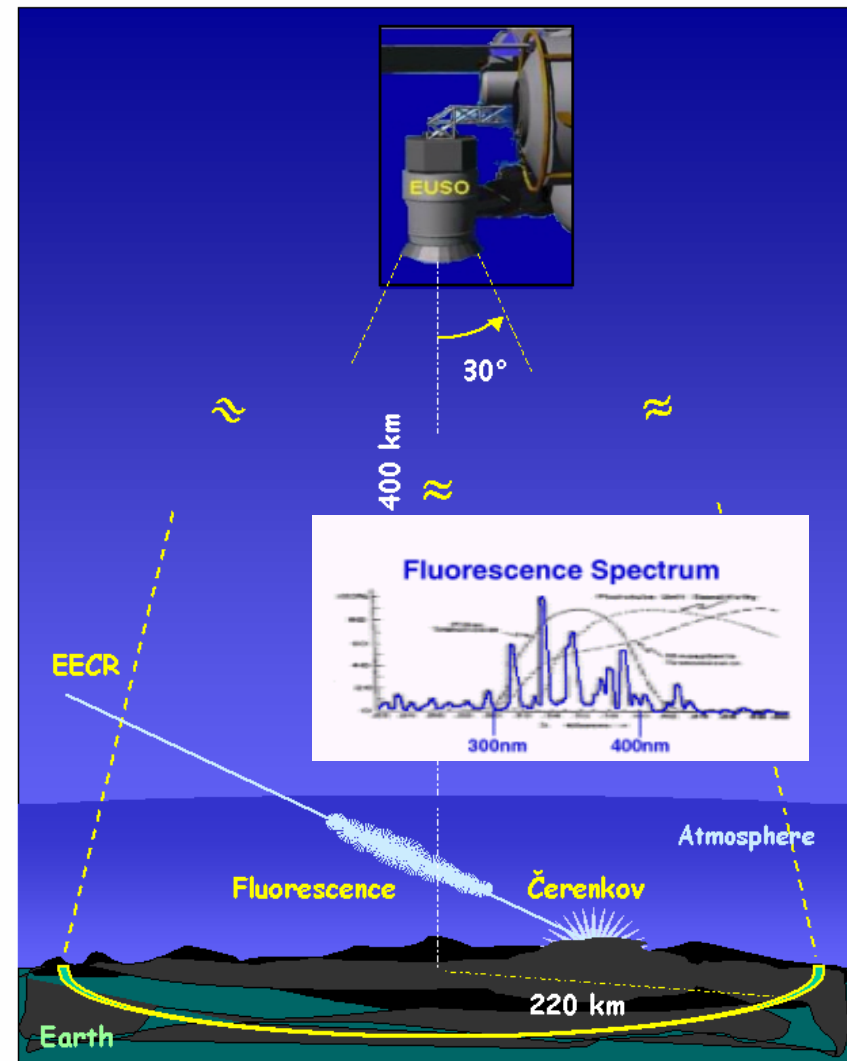 EUSO
30°
400 km
Fluorescence Spectrum
300nm
400nm
EECR
Atmosphere
Fluorescence
Čerenkov
220 km
Earth